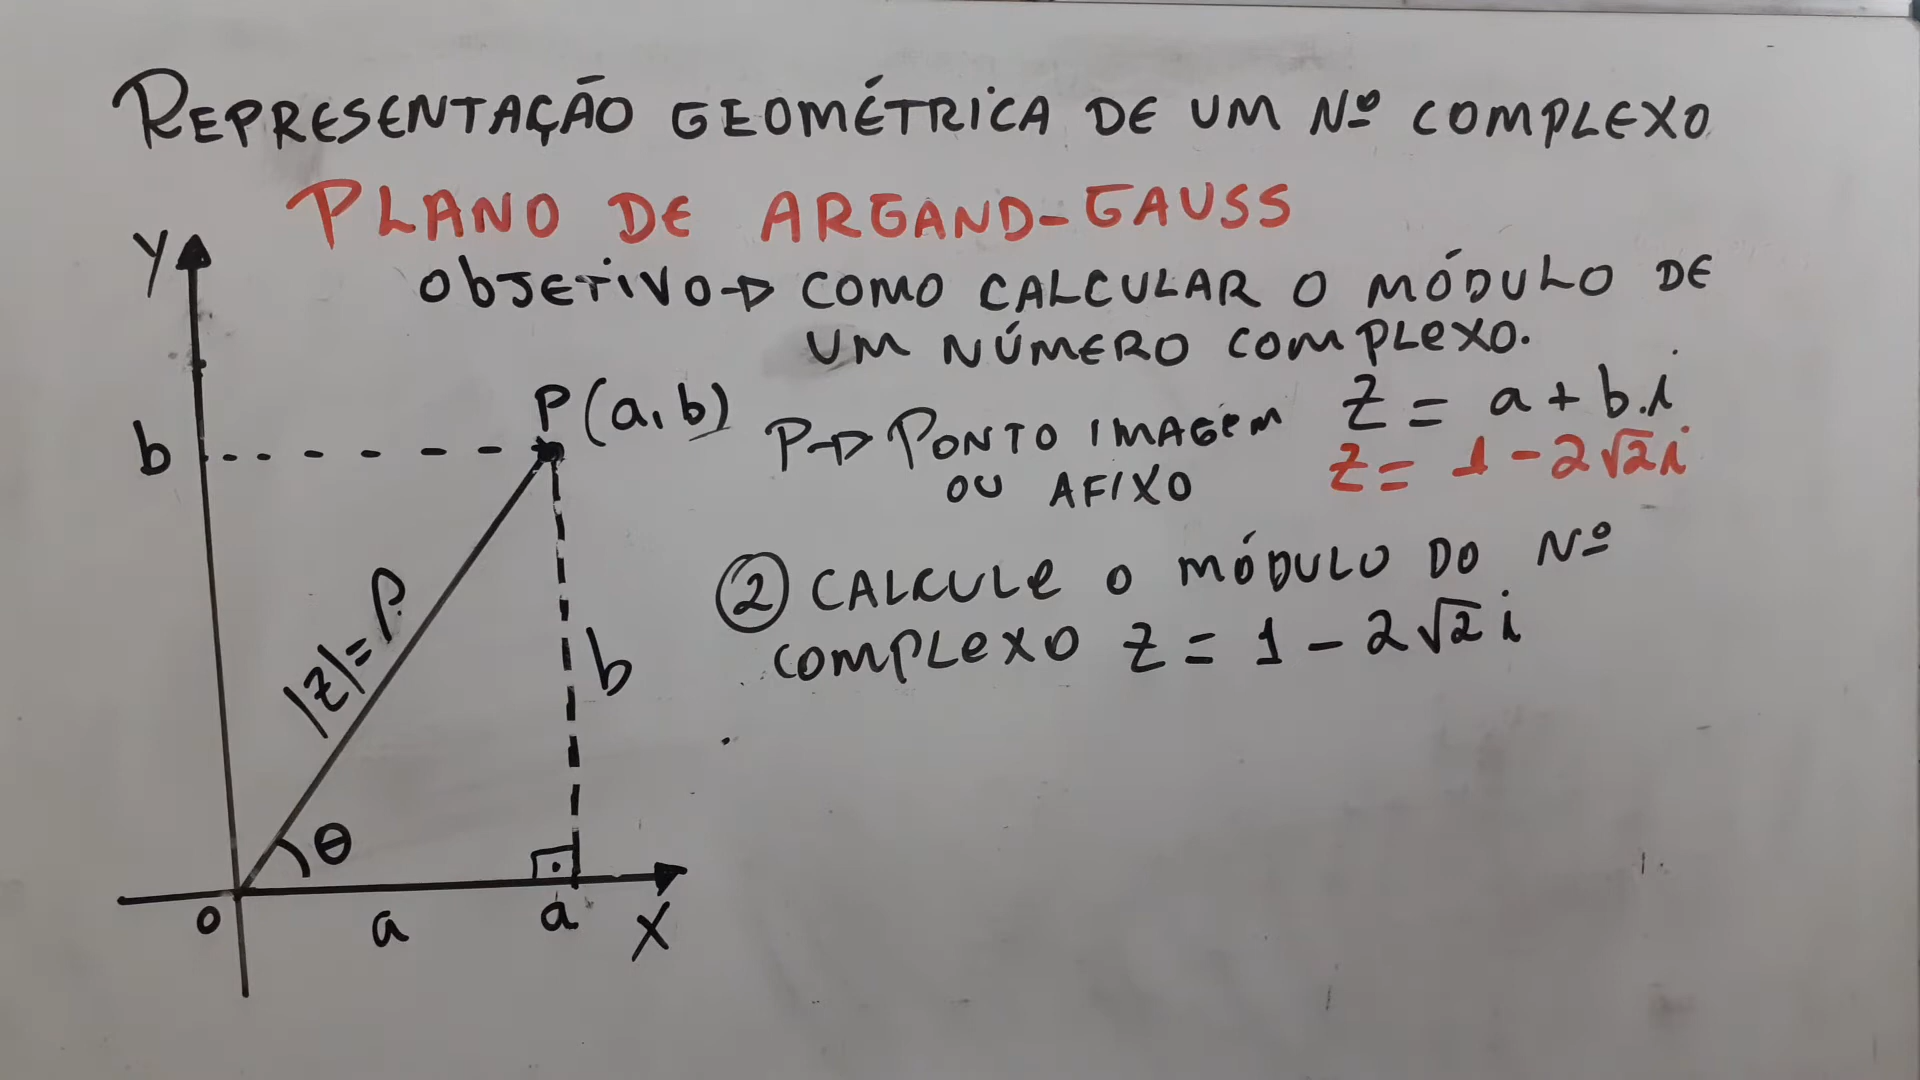 REPRESENTAÇÃO GEOMÉTRICA DE UM Nº COMPLEXO
PLANO DE ARGAND-GAUSS
OBJETIVO → COMO CALCULAR O MÓDULO DE
UM NÚMERO COMPLEXO.
P → PONTO IMAGEM
OU AFIXO
Z = a + b.i
Z = 1 - 2√2i
② CALCULE O MÓDULO DO Nº
COMPLEXO Z = 1 - 2√2 i
Y
P(a,b)
b
|Z|=ρ
b
θ
O
a
a
X